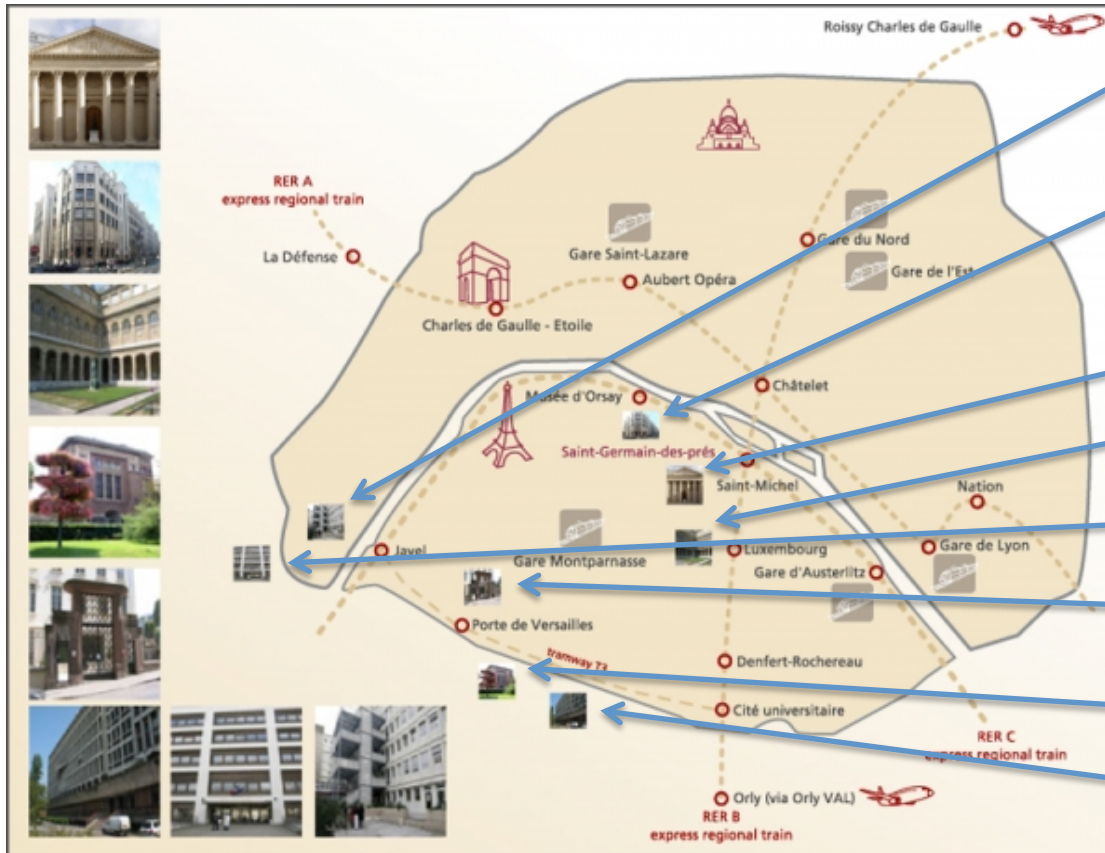 Roissy Charles de Gaulle
RER A
express regional train
La Défense
Gare Saint-Lazare
Gare du Nord
Gare de l'Est
Aubert Opéra
Charles de Gaulle - Etoile
Châtelet
Musée d'Orsay
Saint-Germain-des-prés
Saint-Michel
Nation
Javel
Gare Montparnasse
Luxembourg
Gare de Lyon
Gare d'Austerlitz
Porte de Versailles
tramway T3
Denfert-Rochereau
Cité universitaire
RER C
express regional train
Orly (via Orly VAL)
RER B
express regional train